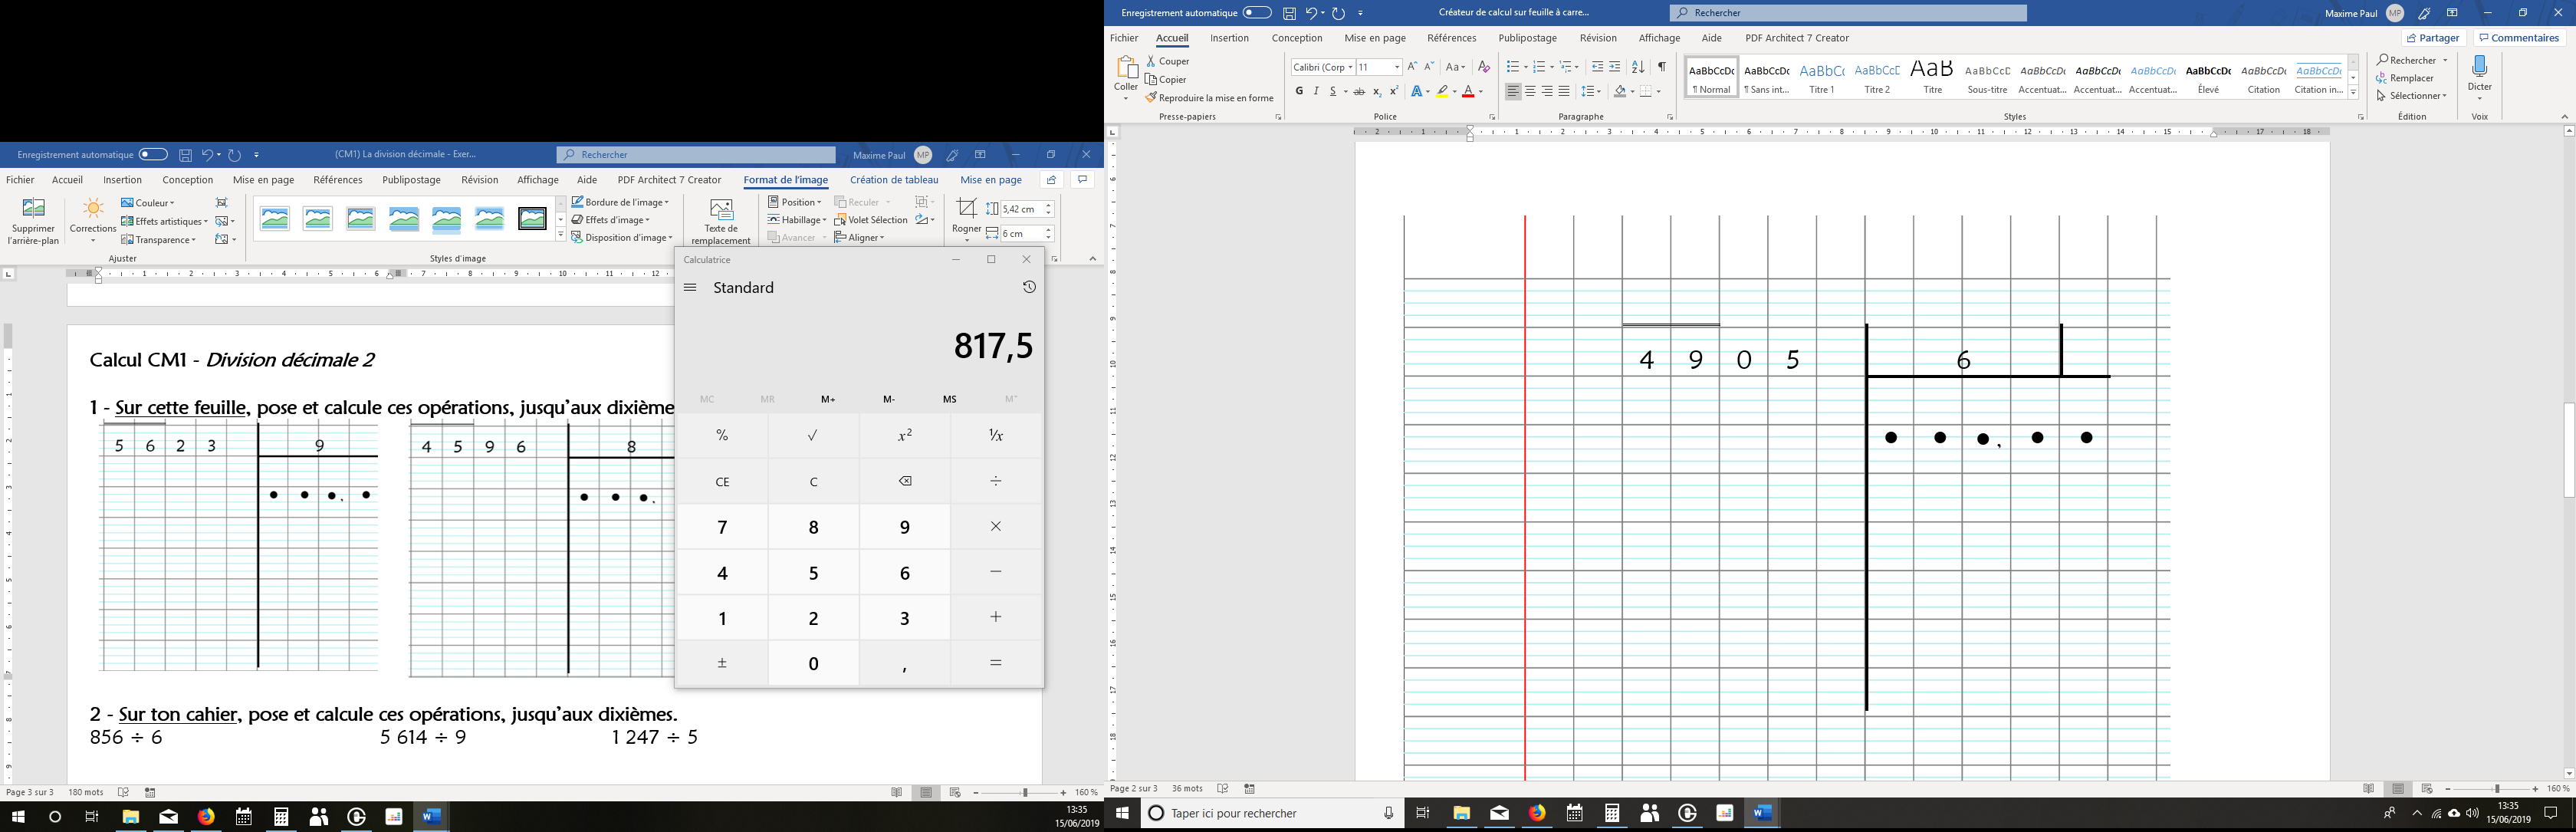 Enregistrement automatique
Créateur de calcul sur feuille à carre...
Rechercher
Maxime Paul
MP
Fichier Accueil Insertion Conception Mise en page Références Publipostage Révision Affichage Aide PDF Architect 7 Creator
Partager
Commentaires
Coller
Couper
Copier
Reproduire la mise en forme
Presse-papiers
Calibri (Corp 11
G I S ab x₂ x²
Police
Paragraphe
AaBbCcDc AaBbCcDc AaBbCc AaBbCcD AaB
¶ Normal ¶ Sans int... Titre 1 Titre 2 Titre Sous-titre Accentuat... Accentuat... Accentuat... Élevé Citation Citation in...
Styles
Rechercher
Remplacer
Sélectionner
Édition
Dicter
Voix
4 9 0 5 6
,
Page 2 sur 3 36 mots
160 %
Taper ici pour rechercher
13:35
15/06/2019
Enregistrement automatique
(CM1) La division décimale - Exer...
Rechercher
Maxime Paul
MP
Fichier Accueil Insertion Conception Mise en page Références Publipostage Révision Affichage Aide PDF Architect 7 Creator Format de l'image Création de tableau Mise en page
Supprimer l'arrière-plan
Corrections
Couleur
Effets artistiques
Transparence
Ajuster
Styles d'image
Bordure de l'image
Effets d'image
Disposition d'image
Texte de remplacement
Position
Habillage
Avancer
Reculer
Volet Sélection
Aligner
Rogner
5,42 cm
6 cm
Calcul CM1 - Division décimale 2
1 - Sur cette feuille, pose et calcule ces opérations, jusqu'aux dixième
5 6 2 3 9
,
4 5 9 6 8
,
2 - Sur ton cahier, pose et calcule ces opérations, jusqu'aux dixièmes.
856 ÷ 6 5 614 ÷ 9 1 247 ÷ 5
Page 3 sur 3 180 mots
160 %
13:35
15/06/2019
Calculatrice
Standard
817,5
MC MR M+ M- MS M˅
% √ x² ¹/x
CE C ÷
7 8 9 ×
4 5 6 −
1 2 3 +
± 0 , =